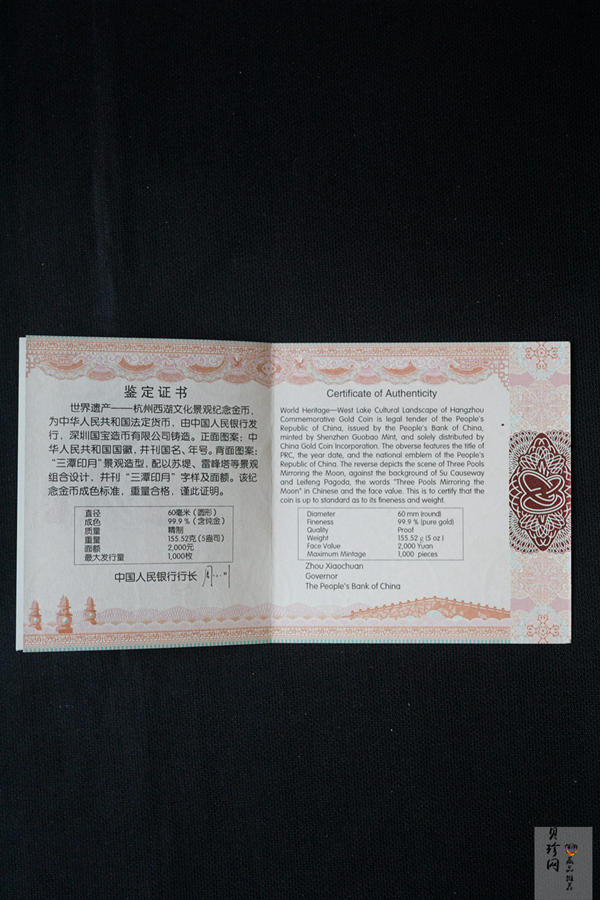 鉴定证书
世界遗产——杭州西湖文化景观纪念金币，
为中华人民共和国法定货币，由中国人民银行发
行，深圳国宝造币有限公司铸造。正面图案：中
华人民共和国国徽，并刊国名、年号。背面图案：
“三潭印月”景观造型，配以苏堤、雷峰塔等景观
组合设计，并刊“三潭印月”字样及面额。该纪
念金币成色标准，重量合格，谨此证明。
直径 60毫米（圆形）
成色 99.9％（含纯金）
质量 精制
重量 155.52克（5盎司）
面额 2,000元
最大发行量 1,000枚
中国人民银行行长
Certificate of Authenticity
World Heritage—West Lake Cultural Landscape of Hangzhou
Commemorative Gold Coin is legal tender of the People's
Republic of China, issued by the People's Bank of China,
minted by Shenzhen Guobao Mint, and solely distributed by
China Gold Coin Incorporation. The obverse features the title of
PRC, the year date, and the national emblem of the People's
Republic of China. The reverse depicts the scene of Three Pools
Mirroring the Moon, against the background of Su Causeway
and Leifeng Pagoda, the words "Three Pools Mirroring the
Moon" in Chinese and the face value. This is to certify that the
coin is up to standard as to its fineness and weight.
Diameter 60 mm (round)
Fineness 99.9 % (pure gold)
Quality Proof
Weight 155.52 g (5 oz )
Face Value 2,000 Yuan
Maximum Mintage 1,000 pieces
Zhou Xiaochuan
Governor
The People's Bank of China
贝珍网
藏品推荐